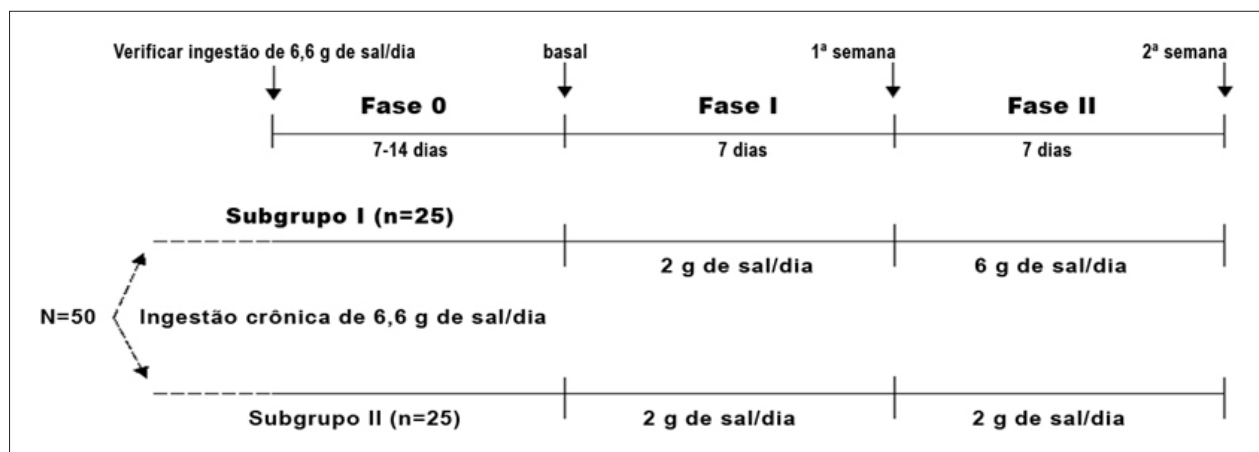 Verificar ingestão de 6,6 g de sal/dia
basal
1ª semana
2ª semana
Fase 0
Fase I
Fase II
7-14 dias
7 dias
7 dias
Subgrupo I (n=25)
2 g de sal/dia
6 g de sal/dia
N=50
Ingestão crônica de 6,6 g de sal/dia
Subgrupo II (n=25)
2 g de sal/dia
2 g de sal/dia